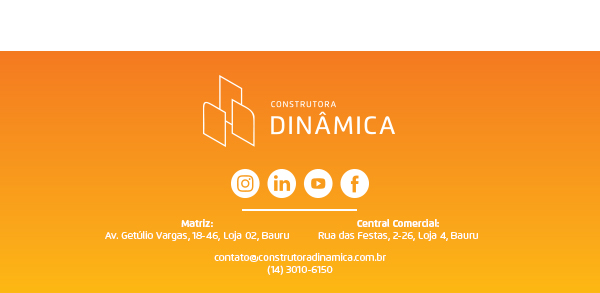 CONSTRUTORA
DINÂMICA
Matriz:
Av. Getúlio Vargas, 18-46, Loja 02, Bauru
Central Comercial:
Rua das Festas, 2-26, Loja 4, Bauru
contato@construtoradinamica.com.br
(14) 3010-6150